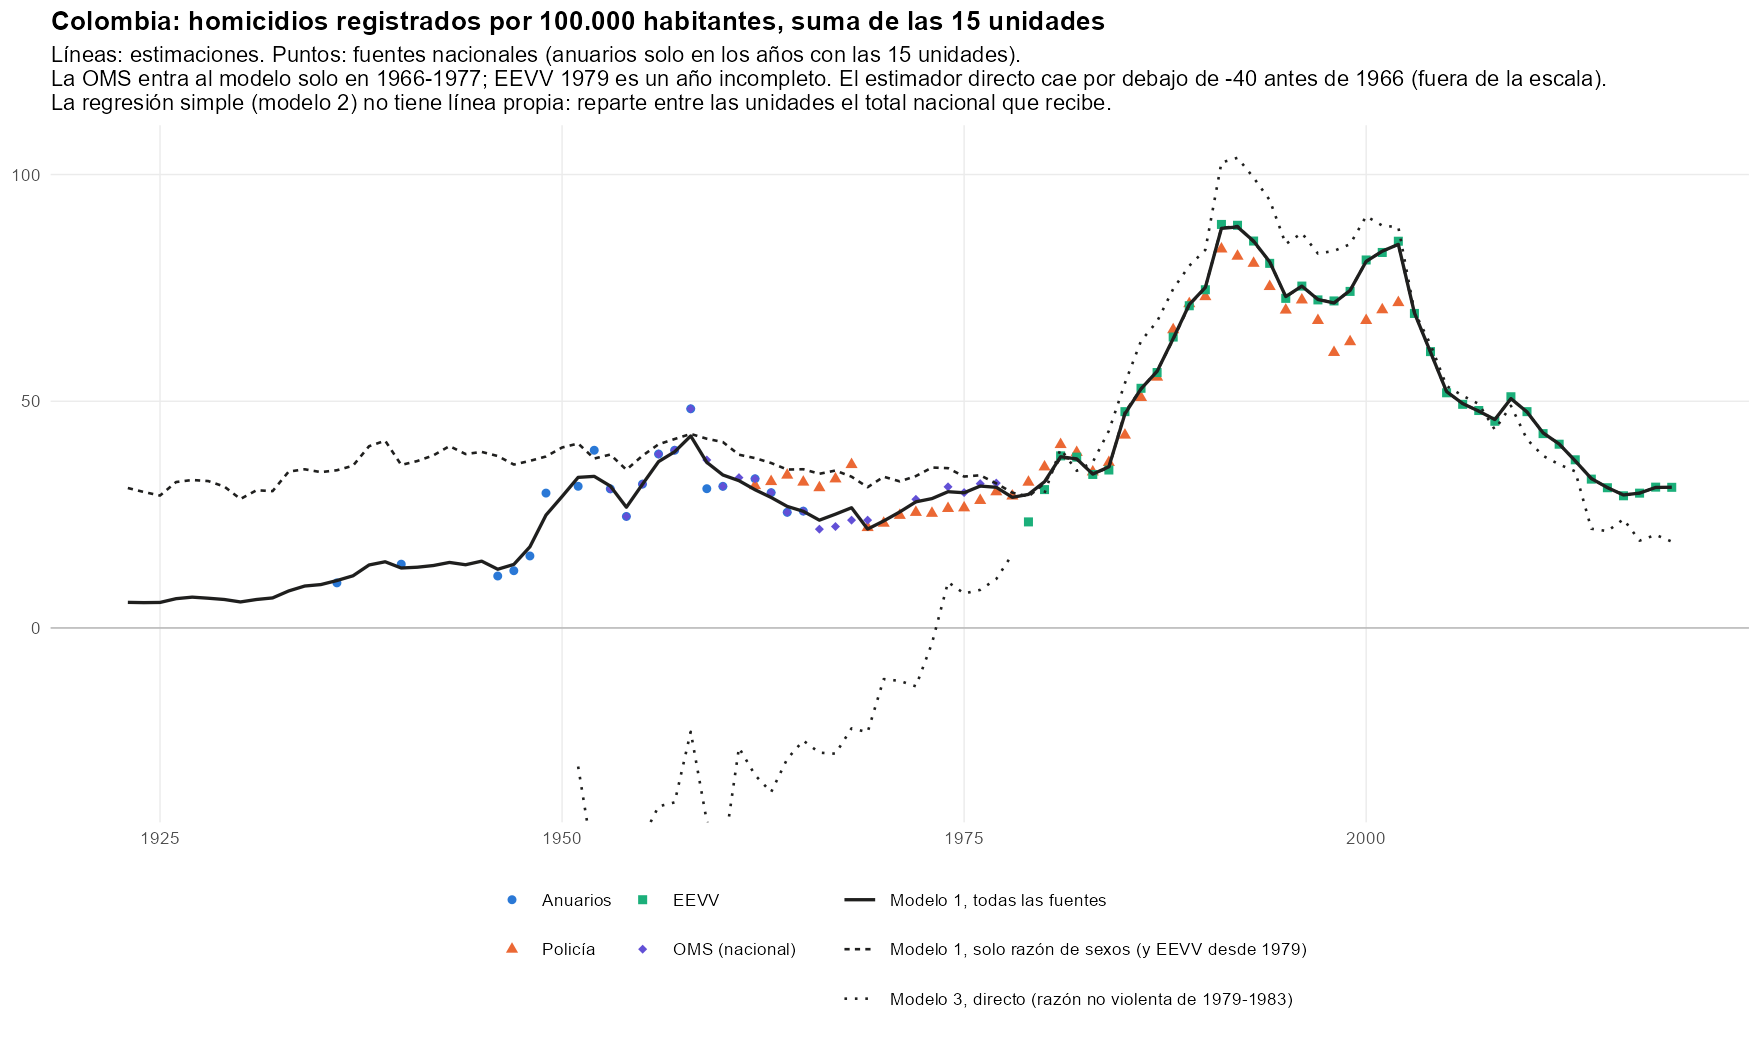 Colombia: homicidios registrados por 100.000 habitantes, suma de las 15 unidades
Líneas: estimaciones. Puntos: fuentes nacionales (anuarios solo en los años con las 15 unidades).
La OMS entra al modelo solo en 1966-1977; EEVV 1979 es un año incompleto. El estimador directo cae por debajo de -40 antes de 1966 (fuera de la escala).
La regresión simple (modelo 2) no tiene línea propia: reparte entre las unidades el total nacional que recibe.
100
50
0
1925 1950 1975 2000
Anuarios EEVV Modelo 1, todas las fuentes
Policía OMS (nacional) Modelo 1, solo razón de sexos (y EEVV desde 1979)
Modelo 3, directo (razón no violenta de 1979-1983)